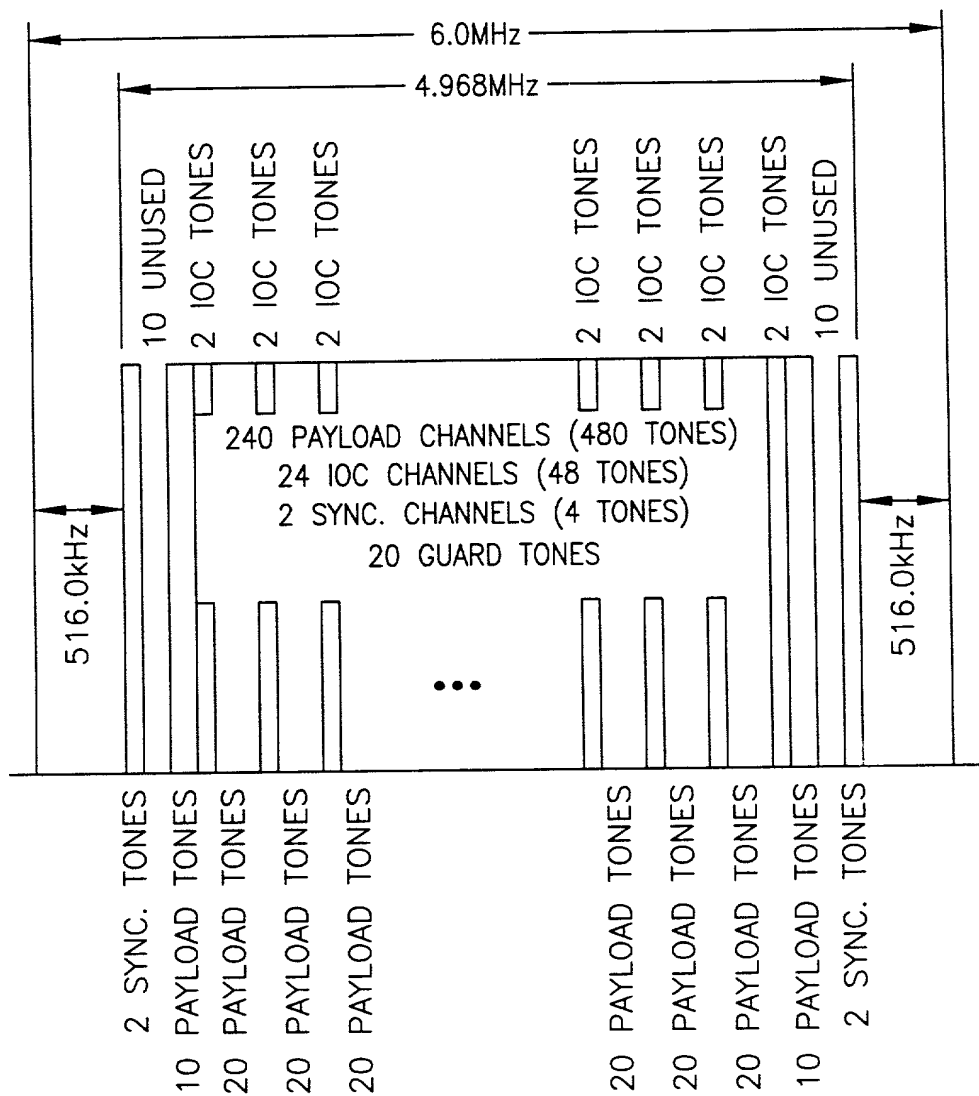 6.0MHz
4.968MHz
10 UNUSED
2 IOC TONES
2 IOC TONES
2 IOC TONES
2 IOC TONES
2 IOC TONES
2 IOC TONES
2 IOC TONES
10 UNUSED
240 PAYLOAD CHANNELS (480 TONES)
24 IOC CHANNELS (48 TONES)
2 SYNC. CHANNELS (4 TONES)
20 GUARD TONES
516.0kHz
516.0kHz
2 SYNC. TONES
10 PAYLOAD TONES
20 PAYLOAD TONES
20 PAYLOAD TONES
20 PAYLOAD TONES
20 PAYLOAD TONES
20 PAYLOAD TONES
20 PAYLOAD TONES
10 PAYLOAD TONES
2 SYNC. TONES